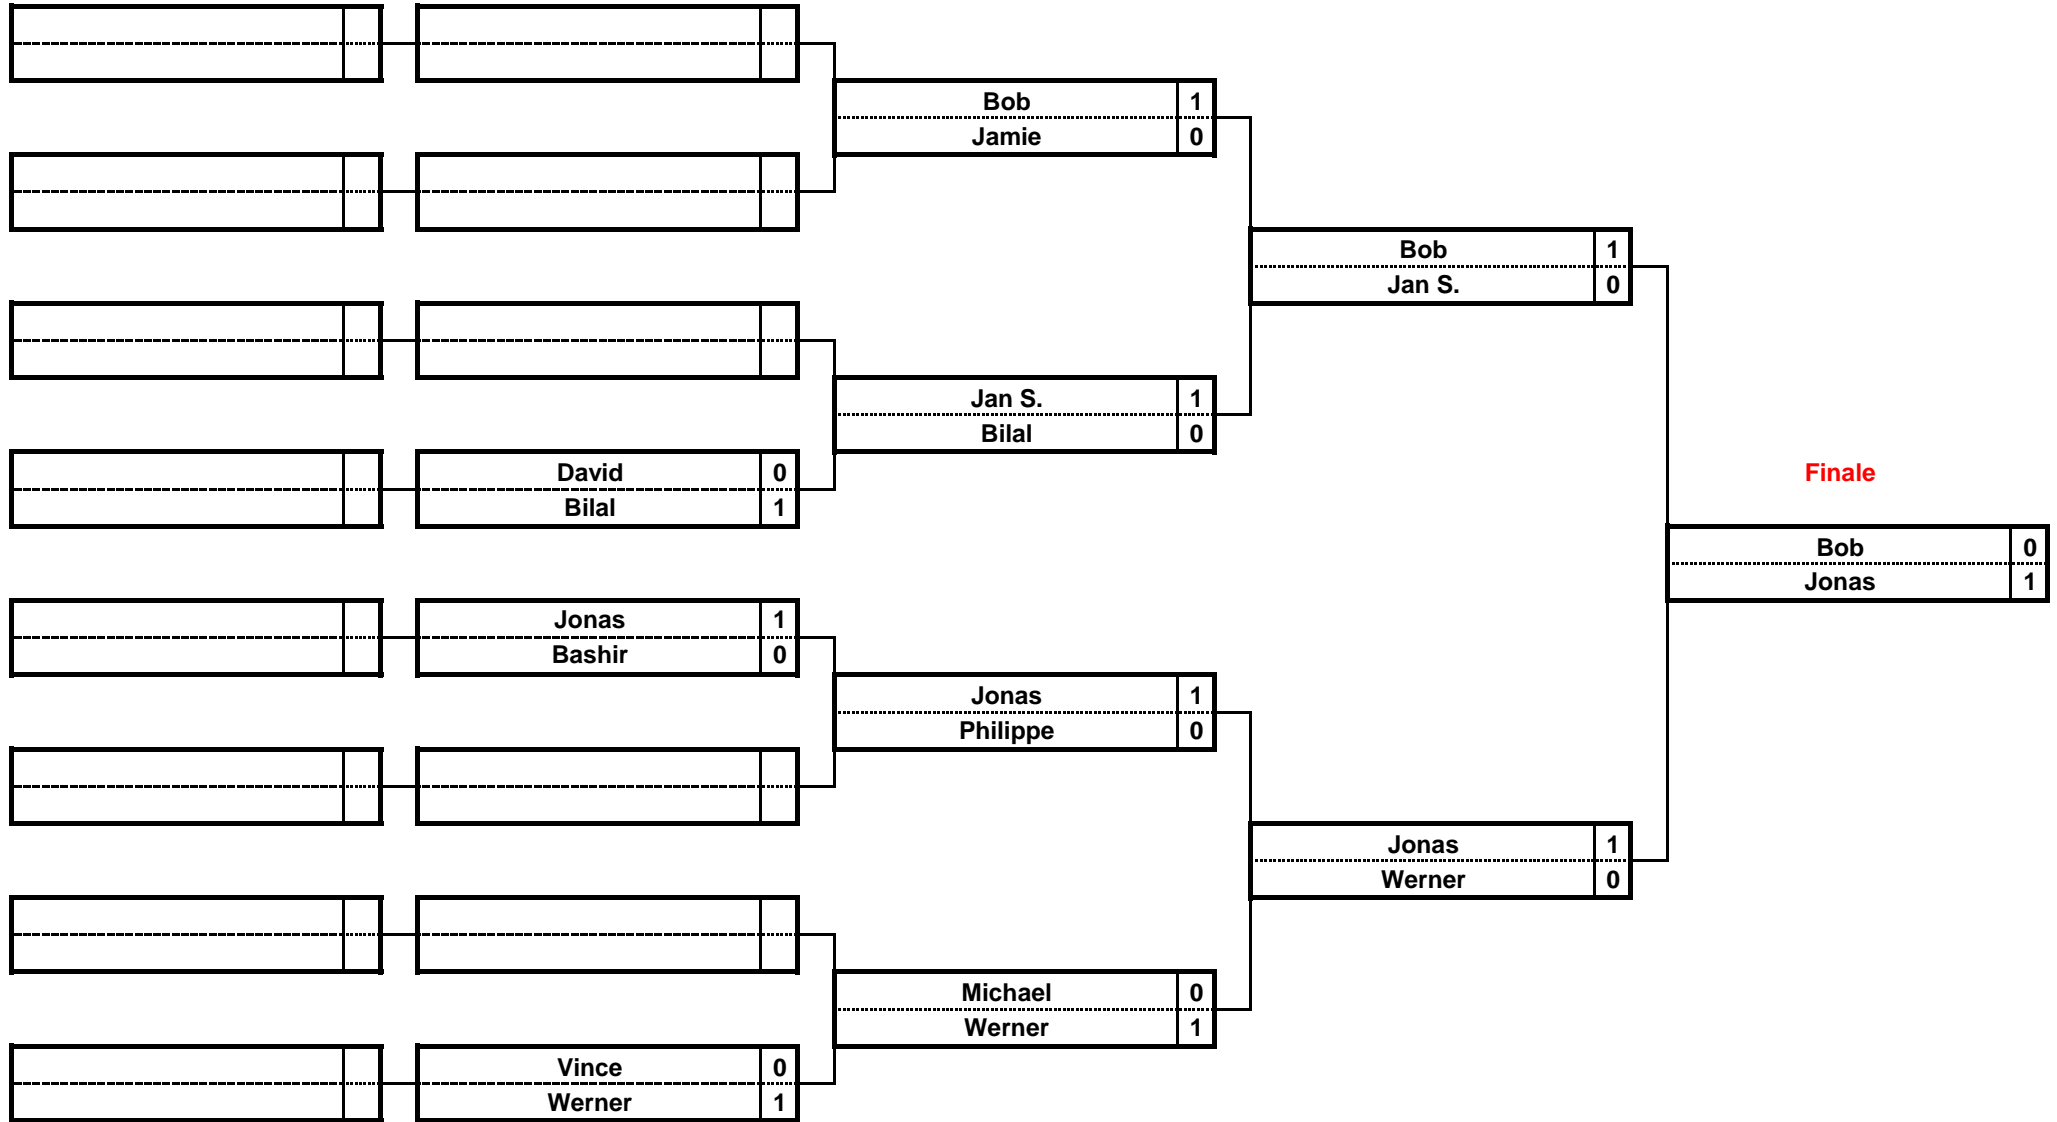 Bob 1
Jamie 0
Bob 1
Jan S. 0
Jan S. 1
Bilal 0
David 0
Bilal 1
Finale
Bob 0
Jonas 1
Jonas 1
Bashir 0
Jonas 1
Philippe 0
Jonas 1
Werner 0
Michael 0
Werner 1
Vince 0
Werner 1